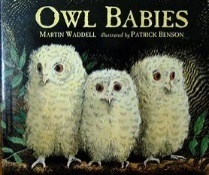 OWL BABIES
MARTIN WADDELL illustrated by PATRICK BENSON